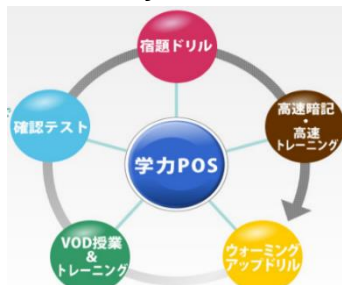 宿題ドリル
高速暗記
・
高速
トレーニング
確認テスト
学力POS
VOD授業
&
トレーニング
ウォーミング
アップドリル